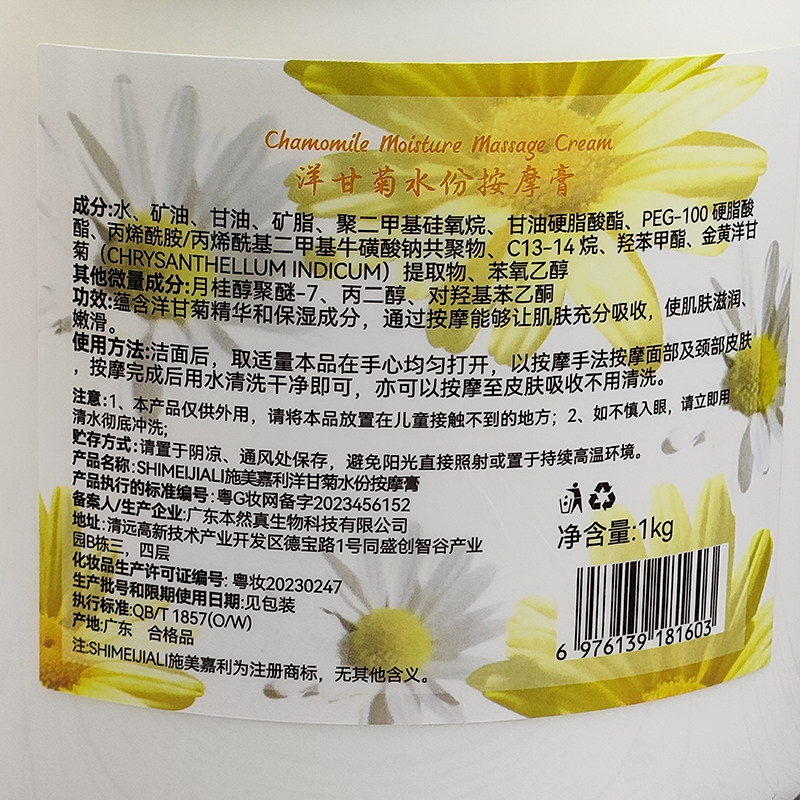 Chamomile Moisture Massage Cream
洋甘菊水份按摩膏
成分:水、矿油、甘油、矿脂、聚二甲基硅氧烷、甘油硬脂酸酯、PEG-100 硬脂酸
酯、丙烯酰胺/丙烯酰基二甲基牛磺酸钠共聚物、C13-14 烷、羟苯甲酯、金黄洋甘
菊（CHRYSANTHELLUM INDICUM）提取物、苯氧乙醇
其他微量成分:月桂醇聚醚-7、丙二醇、对羟基苯乙酮
功效:蕴含洋甘菊精华和保湿成分，通过按摩能够让肌肤充分吸收，使肌肤滋润、
嫩滑。
使用方法:洁面后，取适量本品在手心均匀打开，以按摩手法按摩面部及颈部皮肤
，按摩完成后用水清洗干净即可，亦可以按摩至皮肤吸收不用清洗。
注意:1、本产品仅供外用，请将本品放置在儿童接触不到的地方；2、如不慎入眼，请立即用
清水彻底冲洗;
贮存方式:请置于阴凉、通风处保存，避免阳光直接照射或置于持续高温环境。
产品名称:SHIMEIJIALI施美嘉利洋甘菊水份按摩膏
产品执行的标准编号:粤G妆网备字2023456152
备案人/生产企业:广东本然真生物科技有限公司
地址:清远高新技术产业开发区德宝路1号同盛创智谷产业
园B栋三，四层
化妆品生产许可证编号:粤妆20230247
生产批号和限期使用日期:见包装
执行标准:QB/T 1857(O/W)
产地:广东 合格品
注:SHIMEIJIALI施美嘉利为注册商标，无其他含义。
净含量:1kg
6 976139 181603